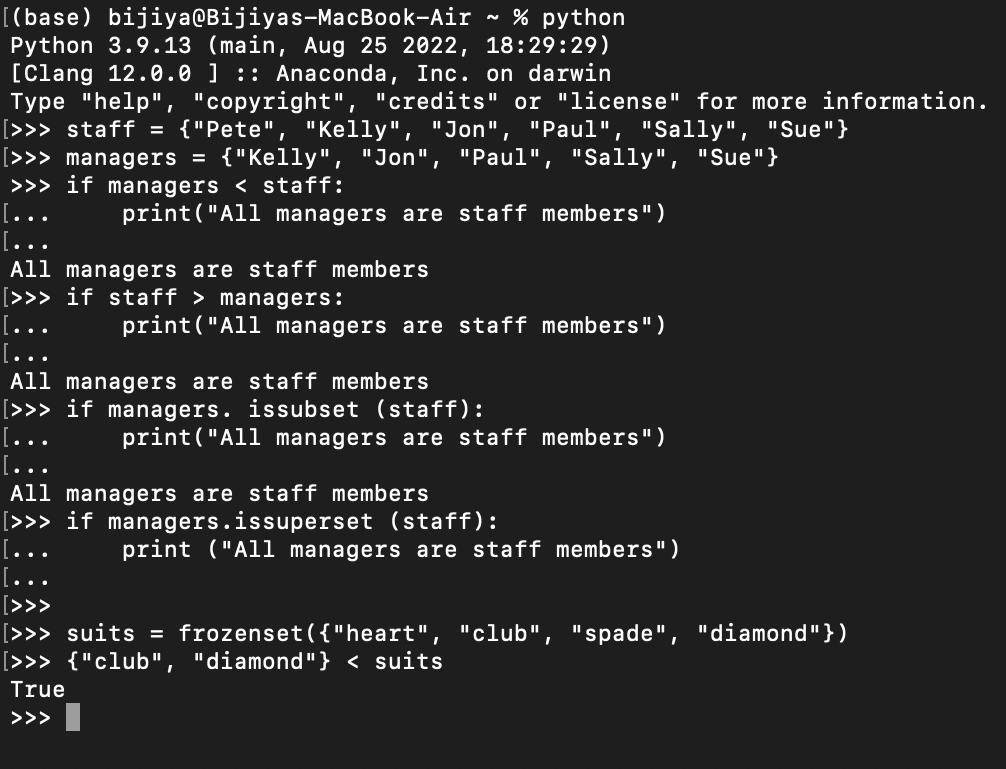 [(base) bijiya@Bijiyas-MacBook-Air ~ % python
Python 3.9.13 (main, Aug 25 2022, 18:29:29)
[Clang 12.0.0 ] :: Anaconda, Inc. on darwin
Type "help", "copyright", "credits" or "license" for more information.
[>>> staff = {"Pete", "Kelly", "Jon", "Paul", "Sally", "Sue"}
[>>> managers = {"Kelly", "Jon", "Paul", "Sally", "Sue"}
>>> if managers < staff:
[...     print("All managers are staff members")
[...
All managers are staff members
[>>> if staff > managers:
[...     print("All managers are staff members")
[...
All managers are staff members
[>>> if managers. issubset (staff):
[...     print("All managers are staff members")
[...
All managers are staff members
[>>> if managers.issuperset (staff):
[...     print ("All managers are staff members")
[...
[>>>
[>>> suits = frozenset({"heart", "club", "spade", "diamond"})
[>>> {"club", "diamond"} < suits
True
>>>